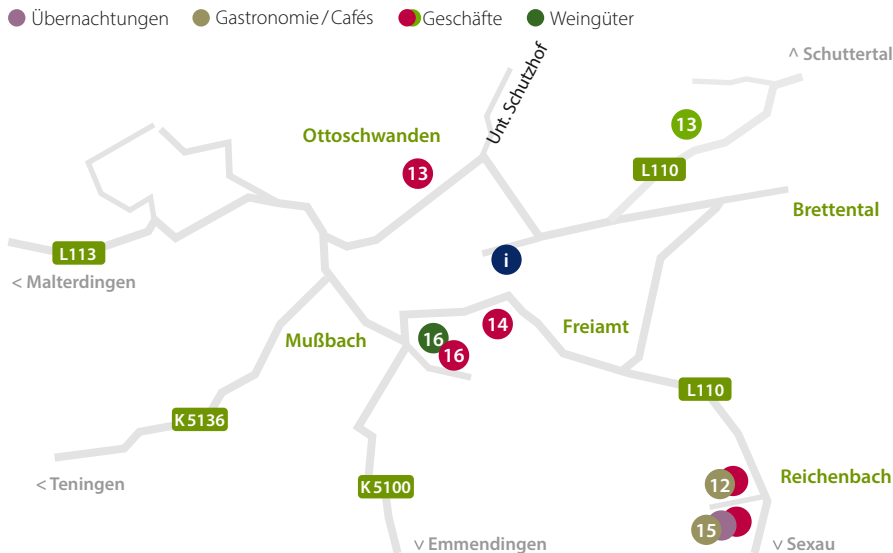 Übernachtungen
Gastronomie / Cafés
Geschäfte
Weingüter
^ Schuttertal
Unt. Schutzhof
Ottoschwanden
13
13
L110
Brettental
L113
< Malterdingen
i
14
16
16
Mußbach
Freiamt
L110
K 5136
< Teningen
K 5100
12
Reichenbach
15
v Emmendingen
v Sexau